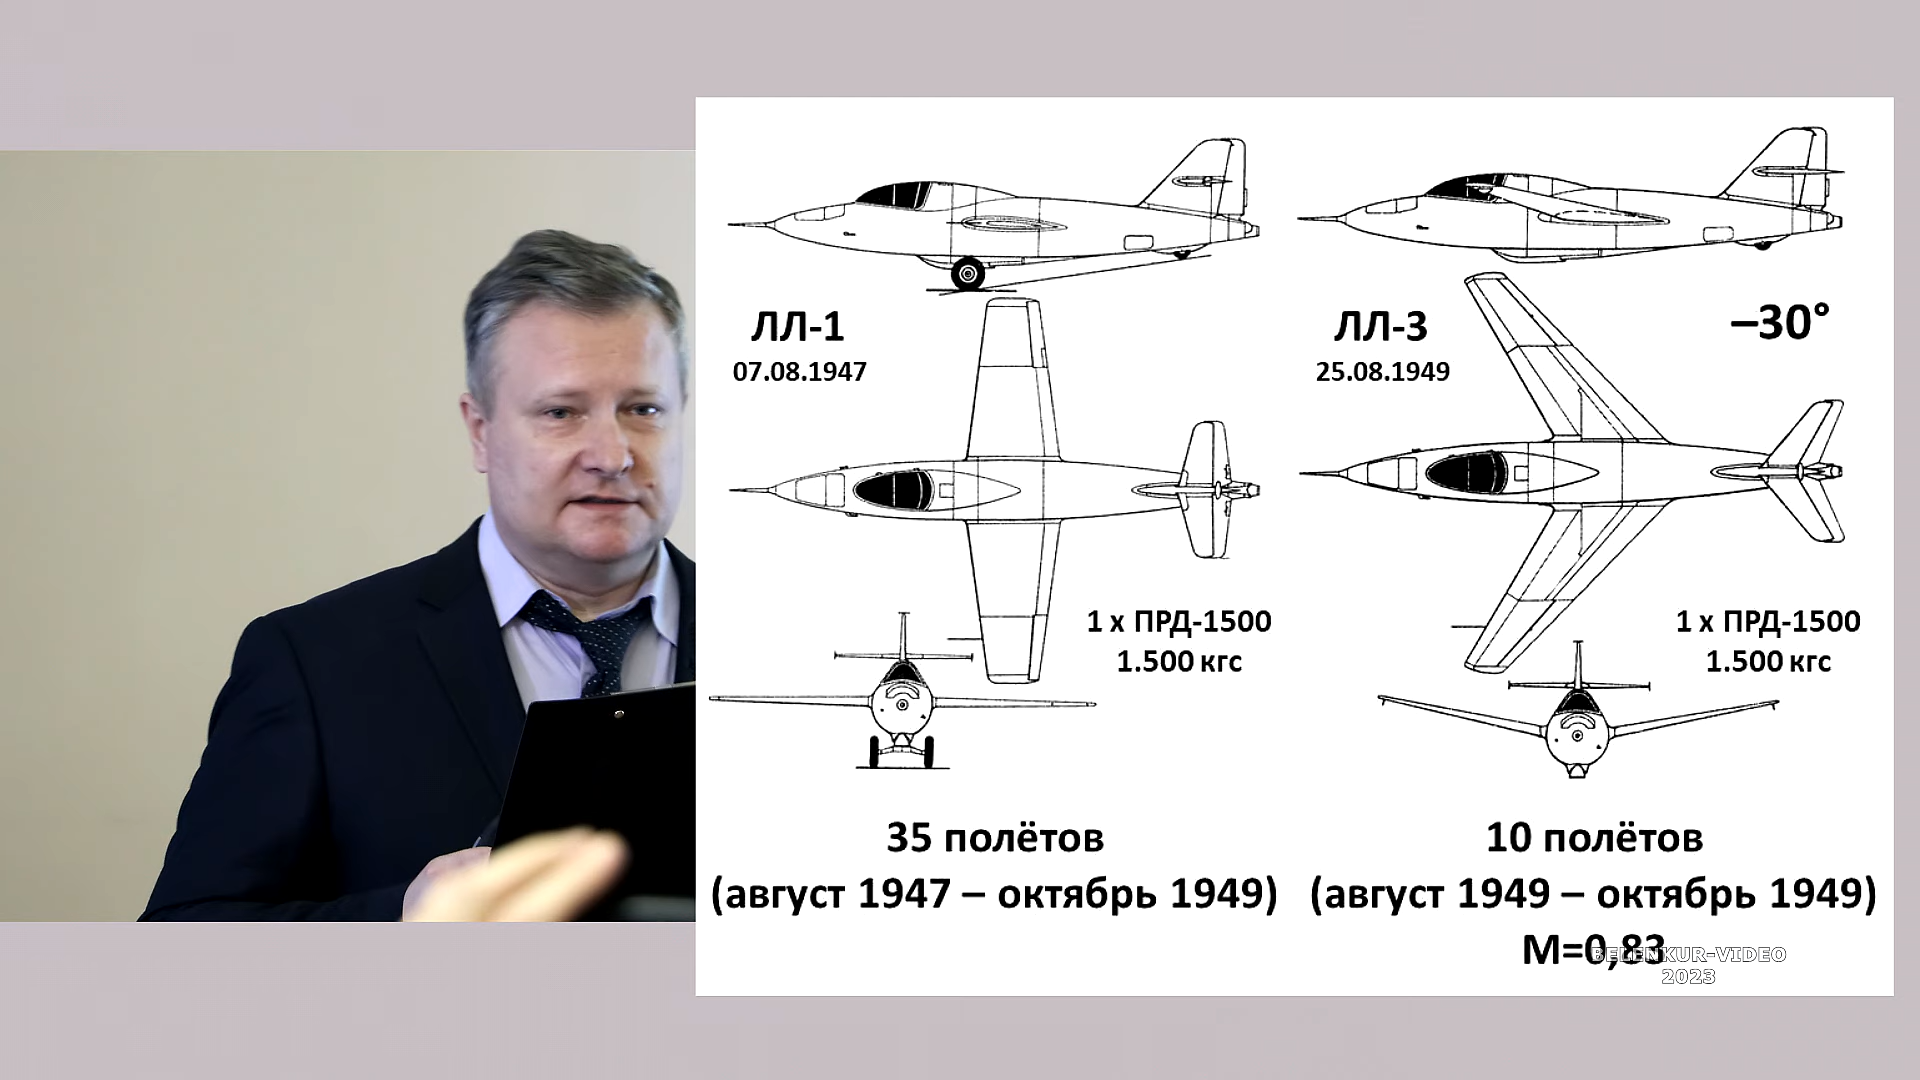 ЛЛ-1
07.08.1947
ЛЛ-3
25.08.1949
–30°
1 х ПРД-1500
1.500 кгс
1 х ПРД-1500
1.500 кгс
35 полётов
(август 1947 – октябрь 1949)
10 полётов
(август 1949 – октябрь 1949)
М=0,83
BELENKUR-VIDEO
2023